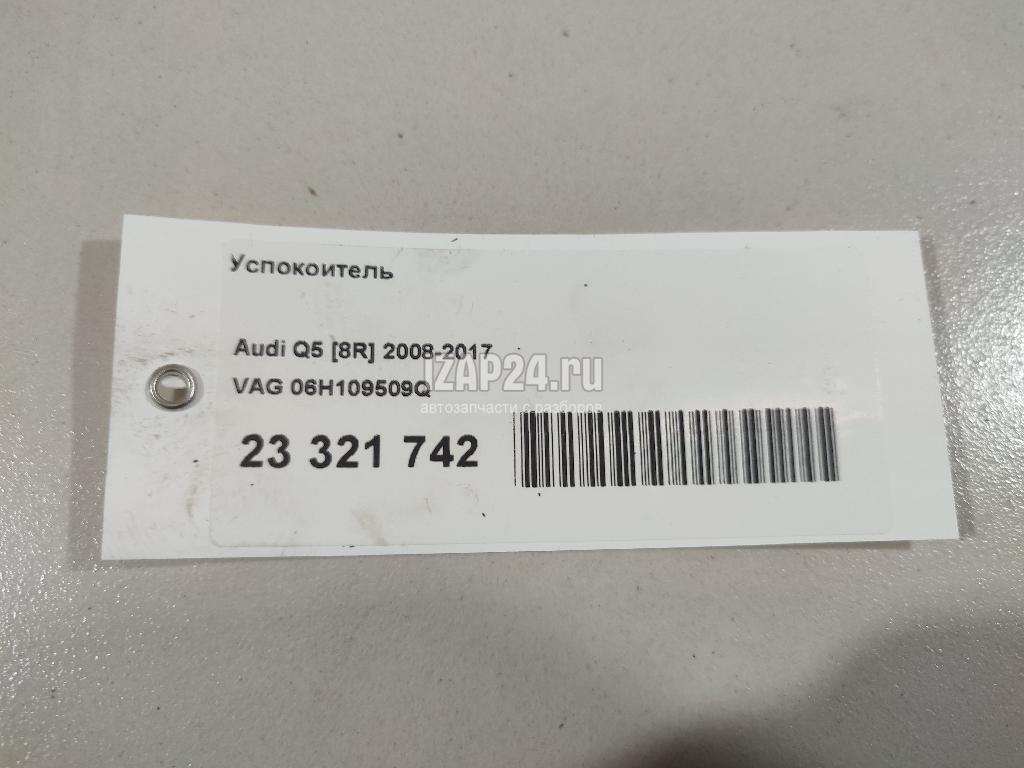 Успокоитель
Audi Q5 [8R] 2008-2017
VAG 06H109509Q
23 321 742
iZAP24.ru
автозапчасти с разборов